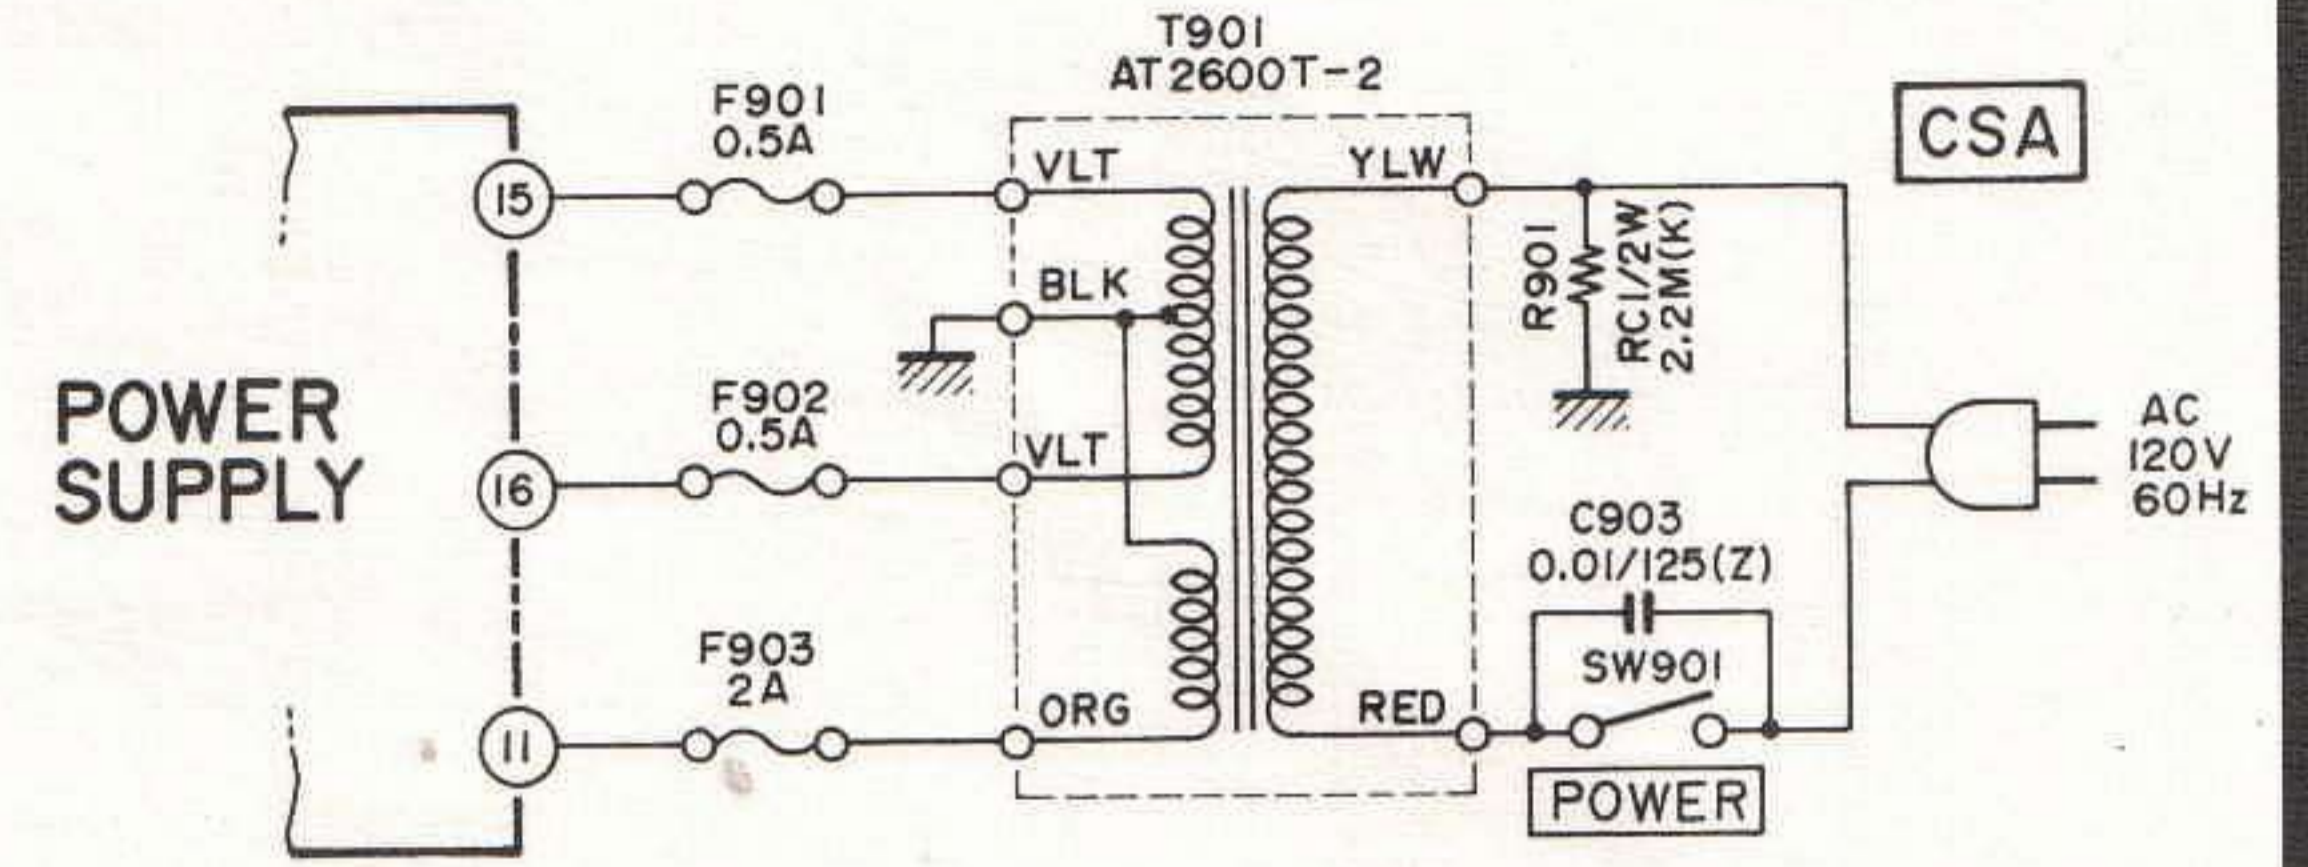 T901
AT2600T-2
CSA
F901
0.5A
15
VLT
YLW
BLK
R901
RC1/2W
2.2M(K)
POWER
SUPPLY
F902
0.5A
16
VLT
AC
120V
60Hz
C903
0.01/125(Z)
F903
2A
11
ORG
RED
SW901
POWER